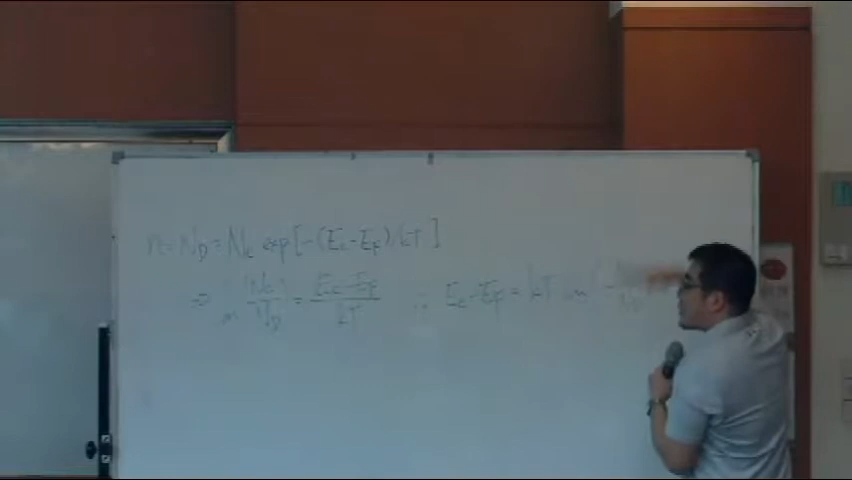 n = N_D = N_c exp[-(E_c-E_F)/kT]
⇒ ln (N_c/N_D) = (E_c-E_F)/kT ∴ E_c-E_F = kT ln(